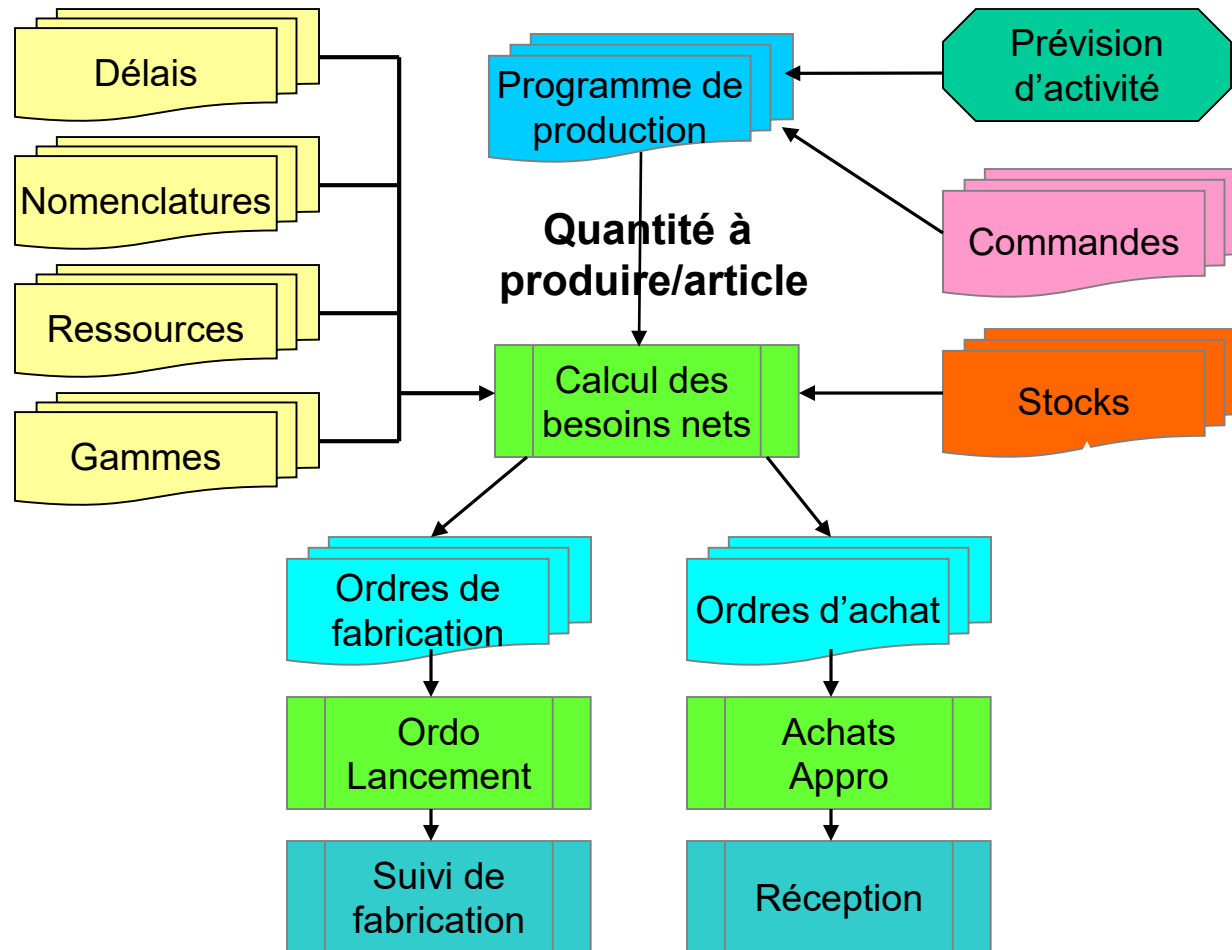 Délais
Nomenclatures
Ressources
Gammes
Programme de
production
Prévision
d’activité
Commandes
Quantité à
produire/article
Calcul des
besoins nets
Stocks
Ordres de
fabrication
Ordres d’achat
Ordo
Lancement
Achats
Appro
Suivi de
fabrication
Réception